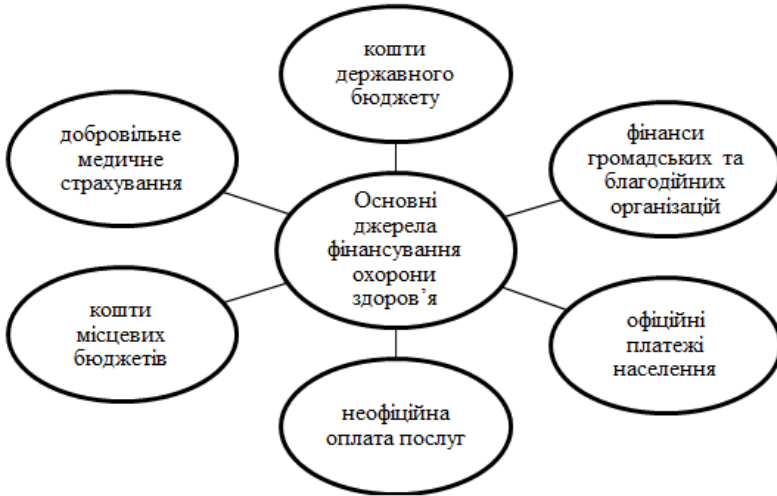 кошти
державного
бюджету
добровільне
медичне
страхування
фінанси
громадських та
благодійних
організацій
Основні
джерела
фінансування
охорони
здоров’я
кошти
місцевих
бюджетів
офіційні
платежі
населення
неофіційна
оплата послуг